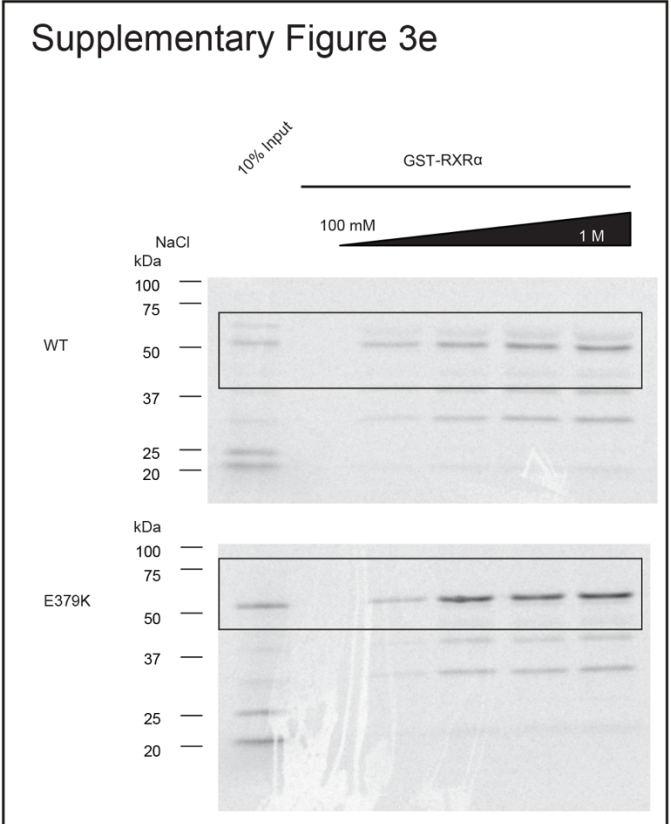 Supplementary Figure 3e
10% Input
GST-RXRα
100 mM
1 M
NaCl
kDa
100
75
WT
50
37
25
20
kDa
100
75
E379K
50
37
25
20